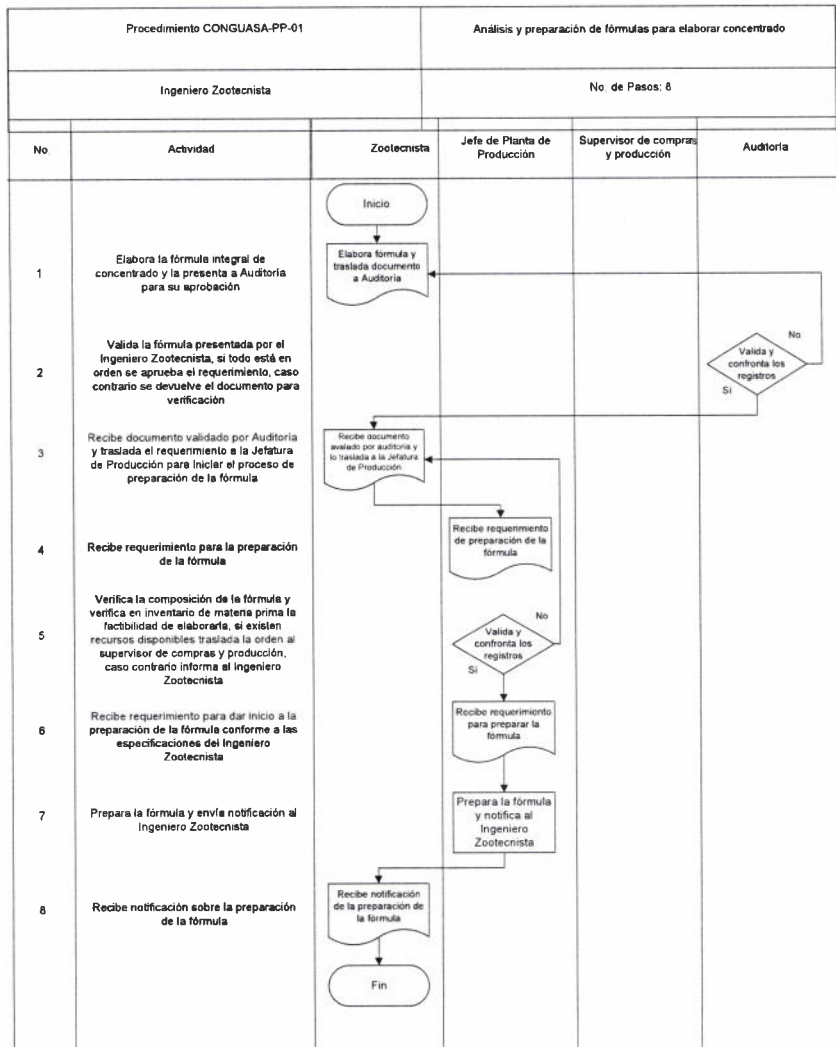 Procedimiento CONGUASA-PP-01
Análisis y preparación de fórmulas para elaborar concentrado
Ingeniero Zootecnista
No. de Pasos: 8
No.
Actividad
Zootecnista
Jefe de Planta de
Producción
Supervisor de compras
y producción
Auditoría
Inicio
1
Elabora la fórmula integral de
concentrado y la presenta a Auditoría
para su aprobación
Elabora fórmula y
traslada documento
a Auditoría
2
Valida la fórmula presentada por el
Ingeniero Zootecnista, si todo está en
orden se aprueba el requerimiento, caso
contrario se devuelve el documento para
verificación
No
Valida y
confronta los
registros
Si
3
Recibe documento validado por Auditoría
y traslada el requerimiento a la Jefatura
de Producción para iniciar el proceso de
preparación de la fórmula
Recibe documento
avalado por auditoría y
lo traslada a la Jefatura
de Producción
4
Recibe requerimiento para la preparación
de la fórmula
Recibe requerimiento
de preparación de la
fórmula
5
Verifica la composición de la fórmula y
verifica en inventario de materia prima la
factibilidad de elaborarla, si existen
recursos disponibles traslada la orden al
supervisor de compras y producción,
caso contrario informa al Ingeniero
Zootecnista
No
Valida y
confronta los
registros
Si
6
Recibe requerimiento para dar inicio a la
preparación de la fórmula conforme a las
especificaciones del Ingeniero
Zootecnista
Recibe requerimiento
para preparar la
fórmula
7
Prepara la fórmula y envía notificación al
Ingeniero Zootecnista
Prepara la fórmula
y notifica al
Ingeniero
Zootecnista
8
Recibe notificación sobre la preparación
de la fórmula
Recibe notificación
de la preparación de
la fórmula
Fin